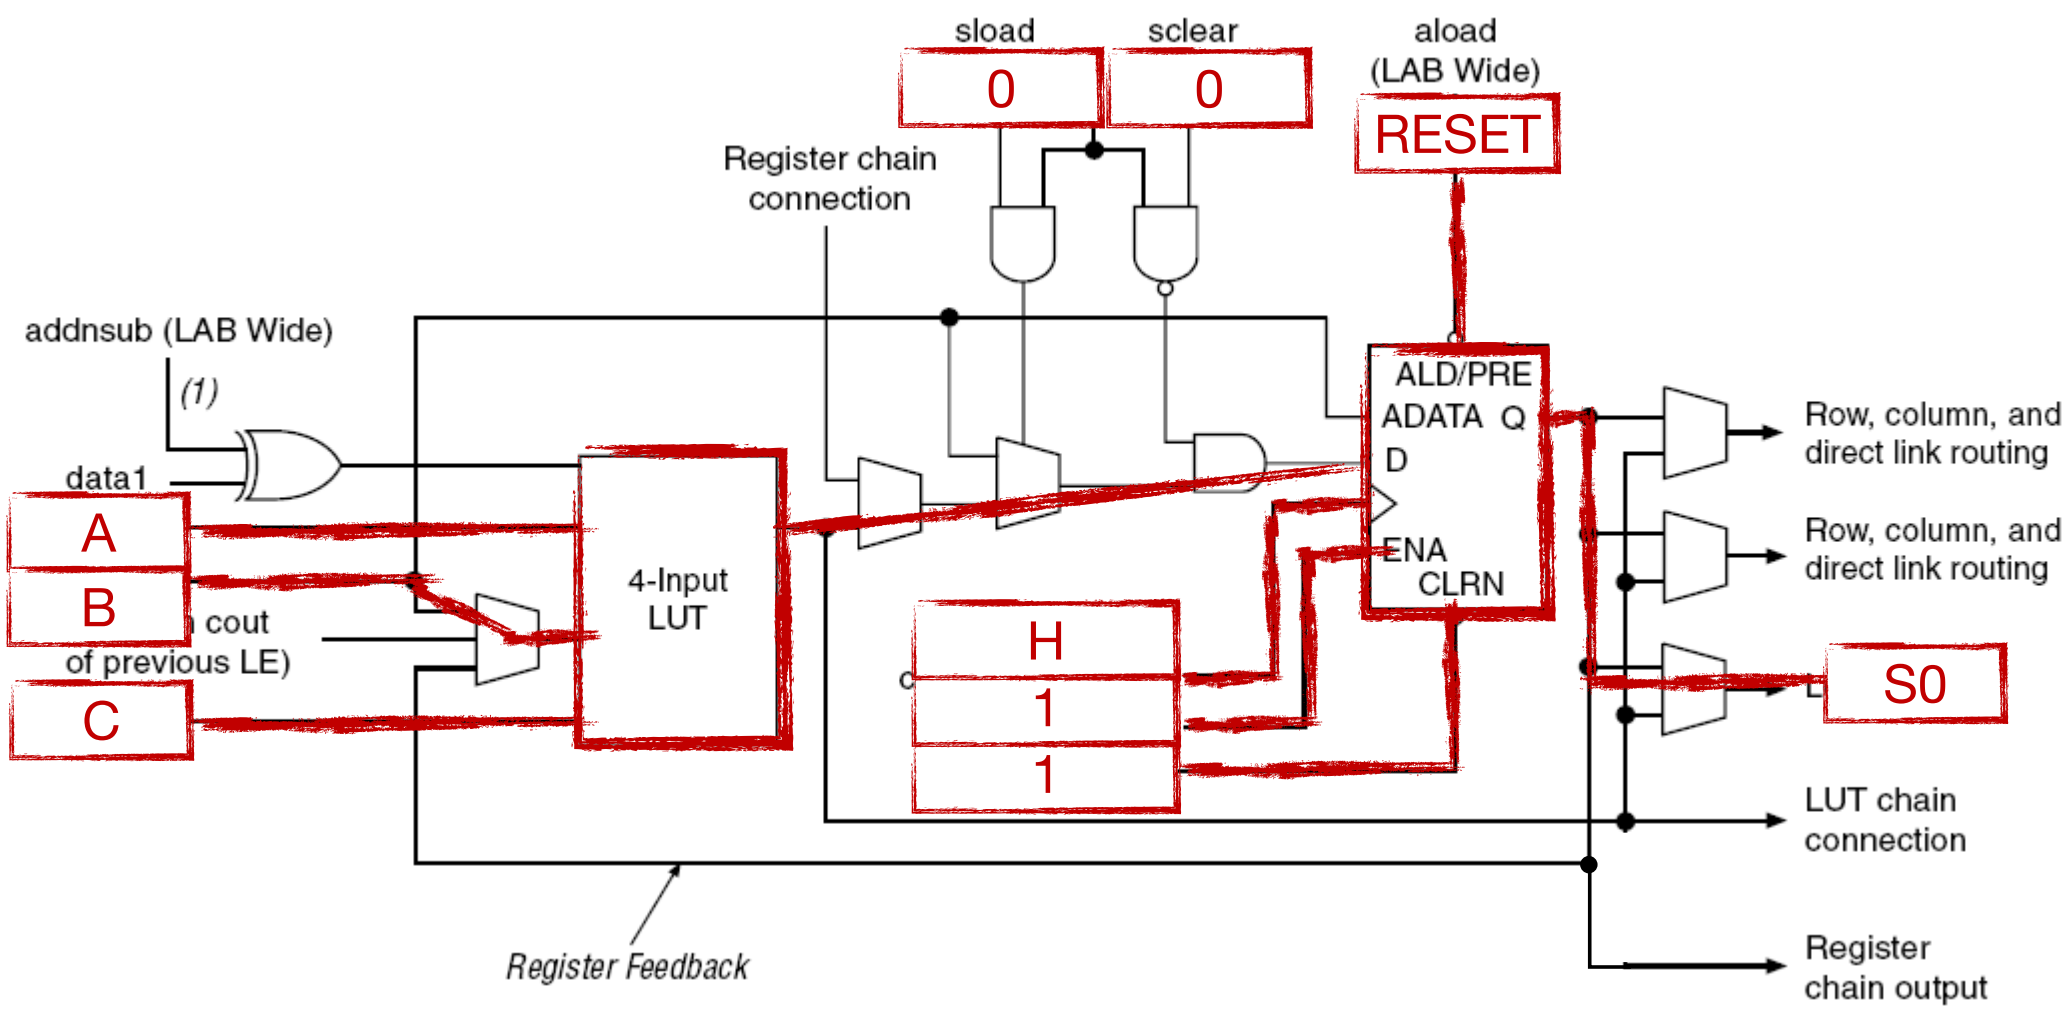 sload
sclear
aload
(LAB Wide)
0
0
RESET
Register chain
connection
addnsub (LAB Wide)
(1)
data1
A
B
cout
of previous LE)
C
4-Input
LUT
ALD/PRE
ADATA Q
D
ENA
CLRN
H
1
1
Row, column, and
direct link routing
Row, column, and
direct link routing
S0
LUT chain
connection
Register
chain output
Register Feedback